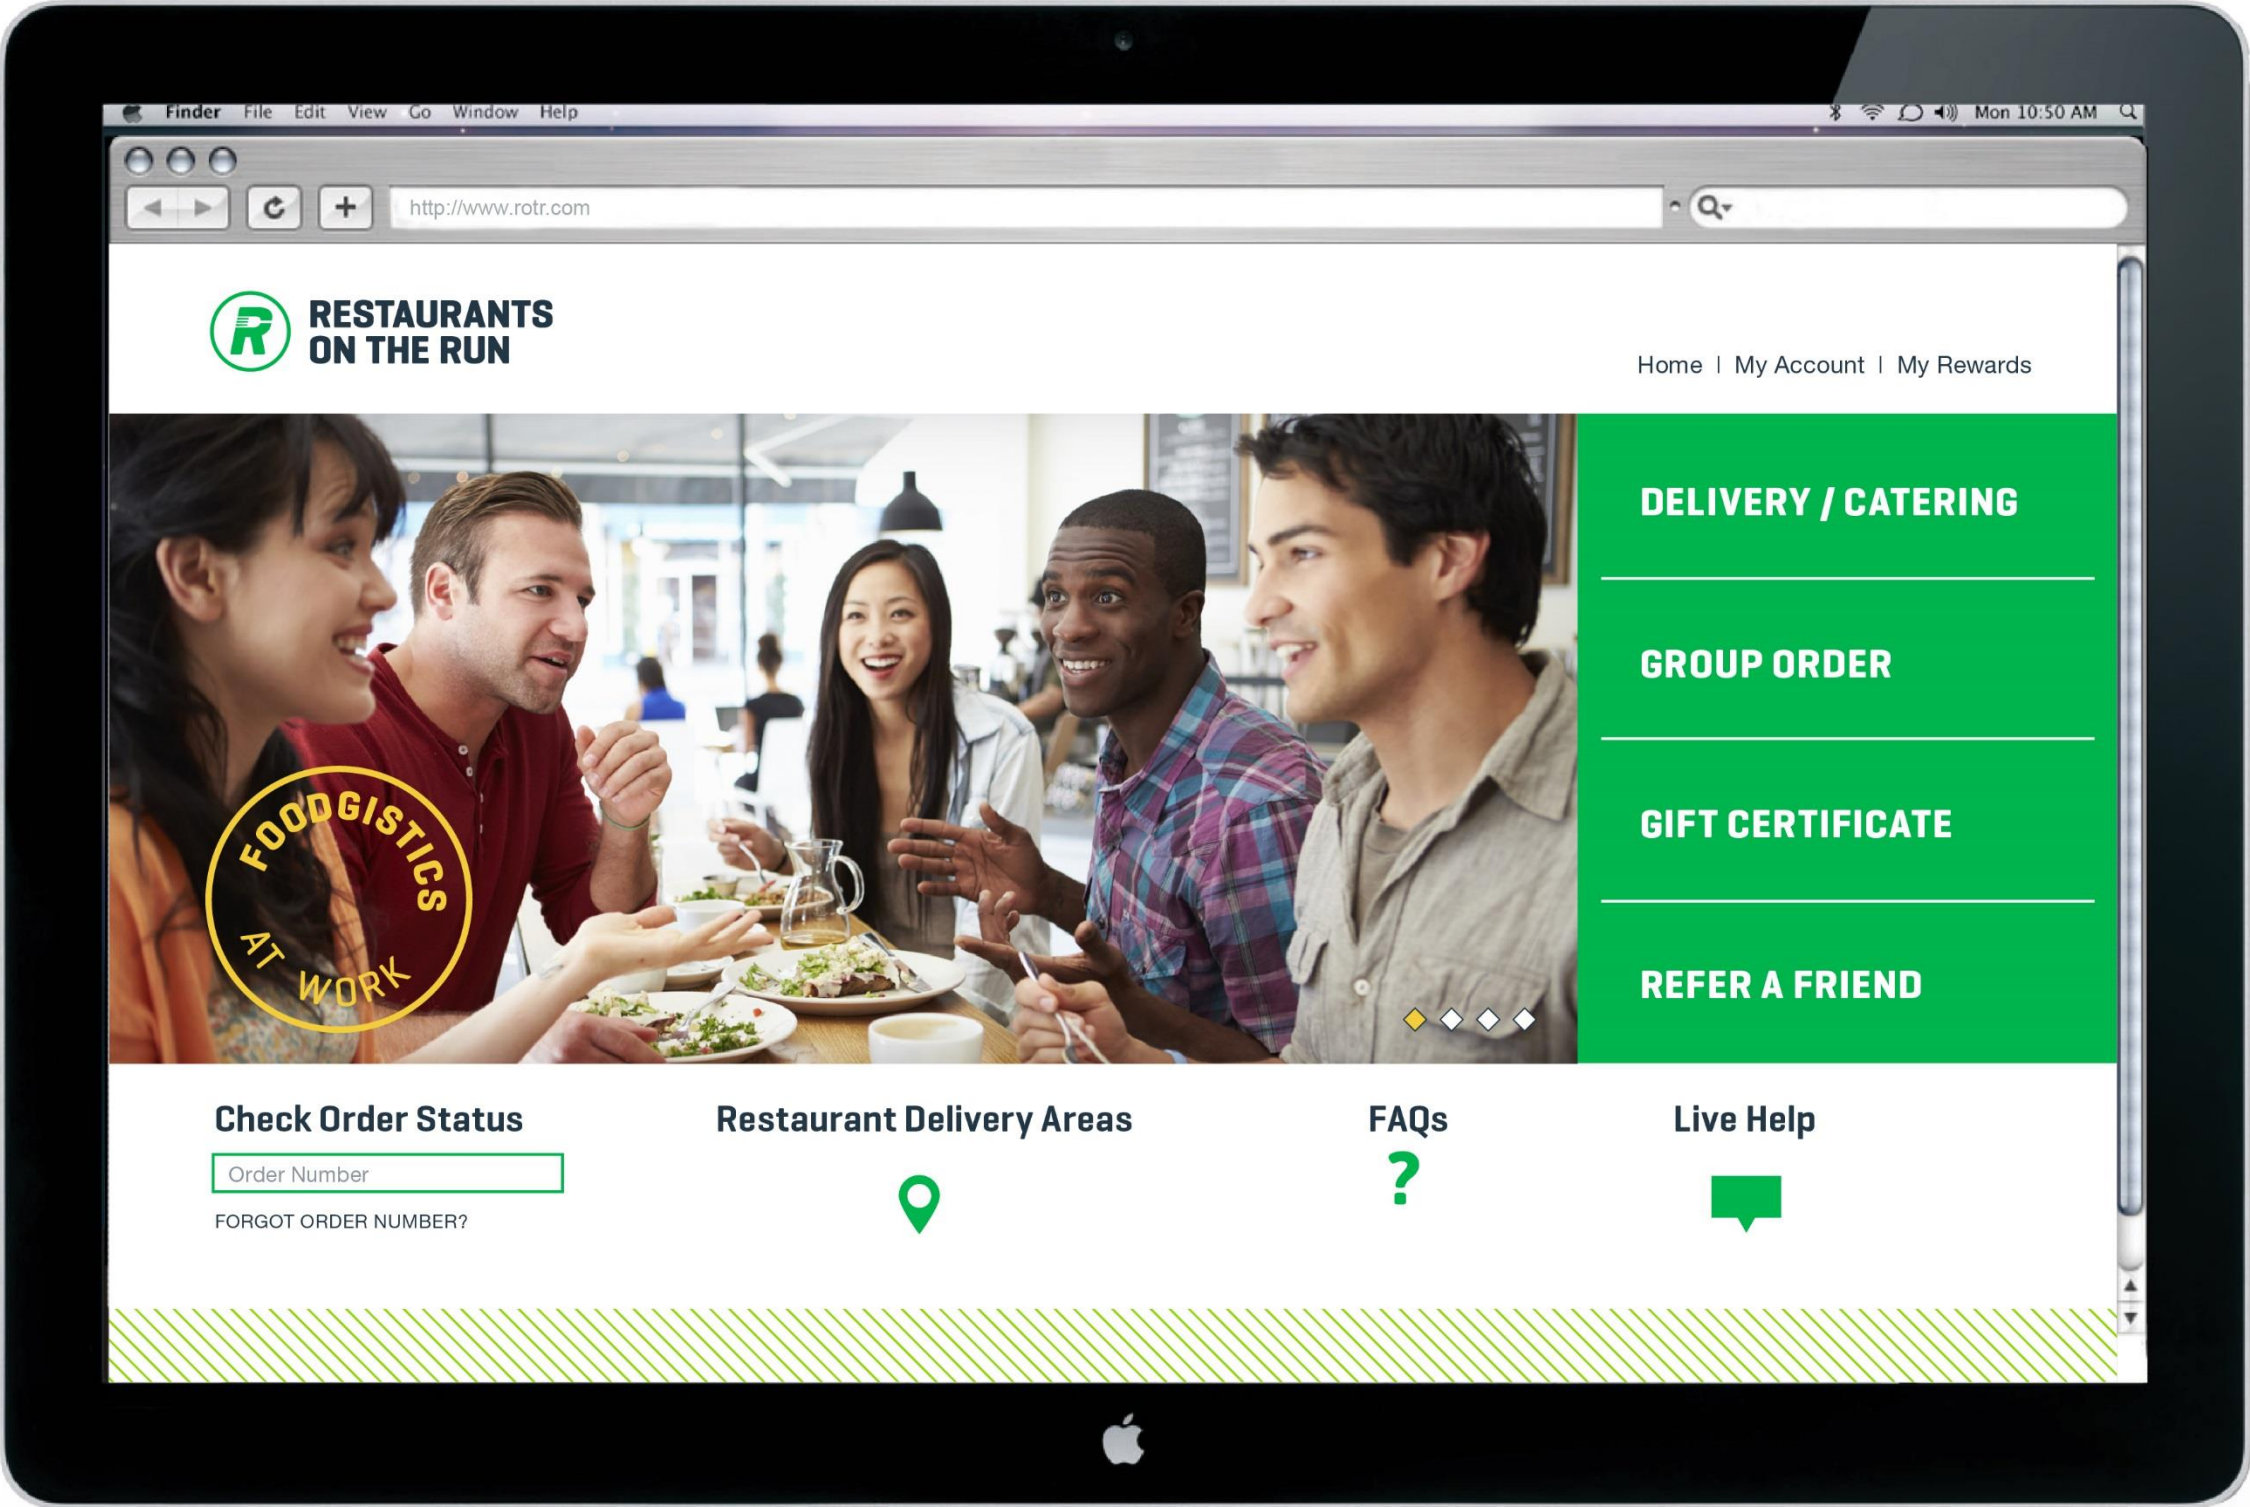 Finder File Edit View Go Window Help
Mon 10:50 AM
http://www.rotr.com
R
RESTAURANTS
ON THE RUN
Home | My Account | My Rewards
DELIVERY / CATERING
GROUP ORDER
GIFT CERTIFICATE
REFER A FRIEND
FOODGISTICS
AT WORK
Check Order Status
Order Number
FORGOT ORDER NUMBER?
Restaurant Delivery Areas
FAQs
?
Live Help